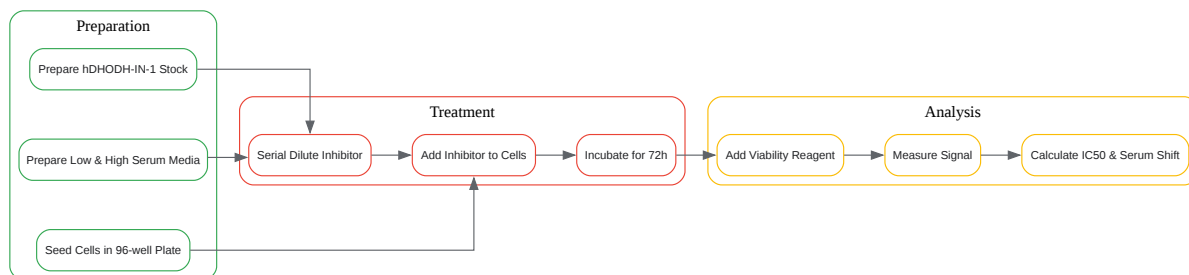 Preparation
Prepare hDHODH-IN-1 Stock
Prepare Low & High Serum Media
Seed Cells in 96-well Plate
Treatment
Serial Dilute Inhibitor
Add Inhibitor to Cells
Incubate for 72h
Analysis
Add Viability Reagent
Measure Signal
Calculate IC50 & Serum Shift